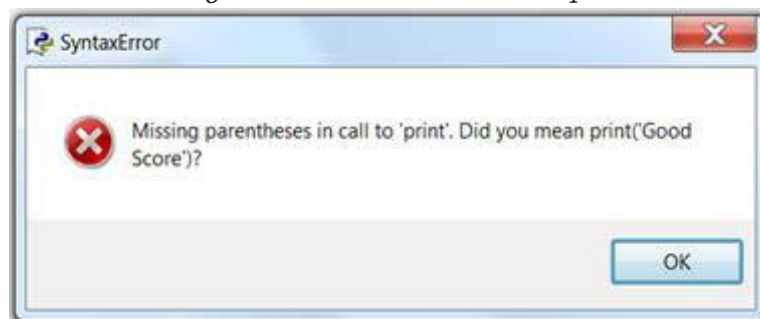 SyntaxError
Missing parentheses in call to 'print'. Did you mean print('Good
Score')?
OK